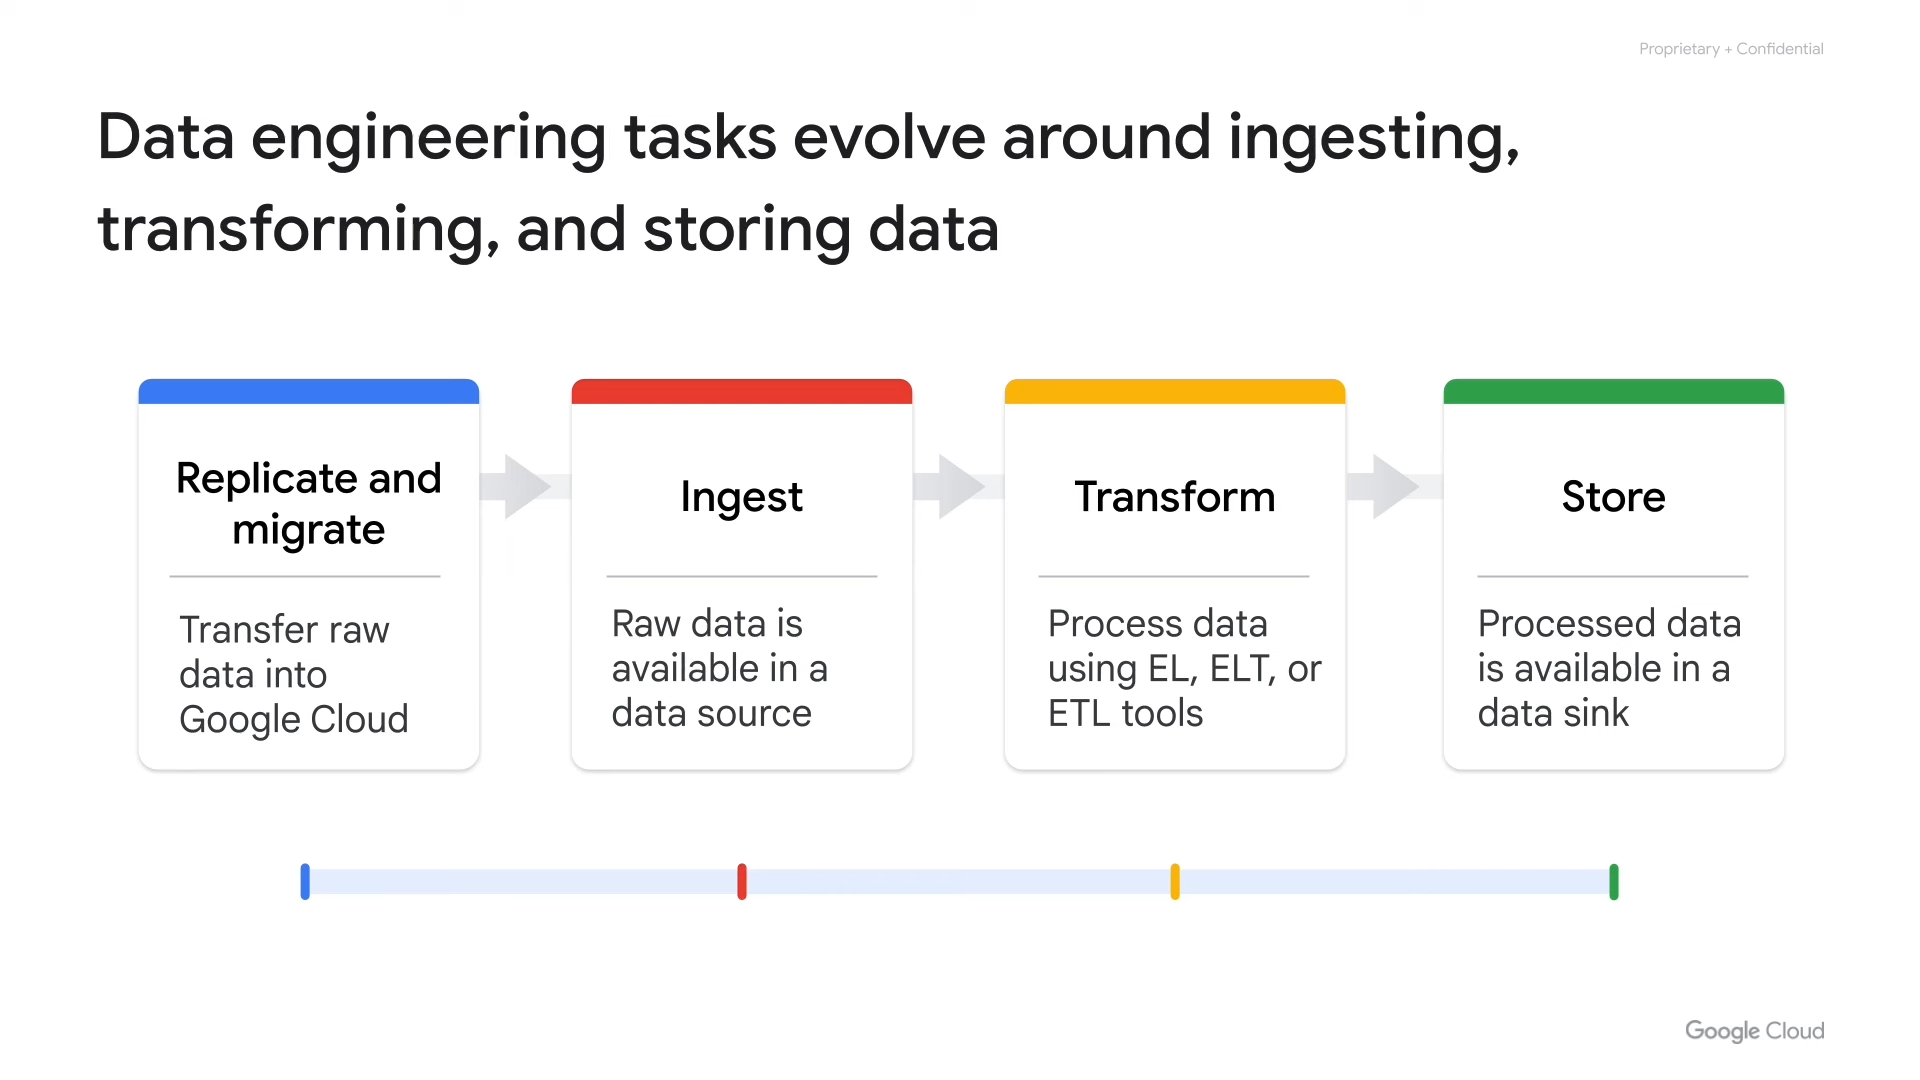 Proprietary + Confidential
Data engineering tasks evolve around ingesting,
transforming, and storing data
Replicate and
migrate
Transfer raw
data into
Google Cloud
Ingest
Raw data is
available in a
data source
Transform
Process data
using EL, ELT, or
ETL tools
Store
Processed data
is available in a
data sink
Google Cloud